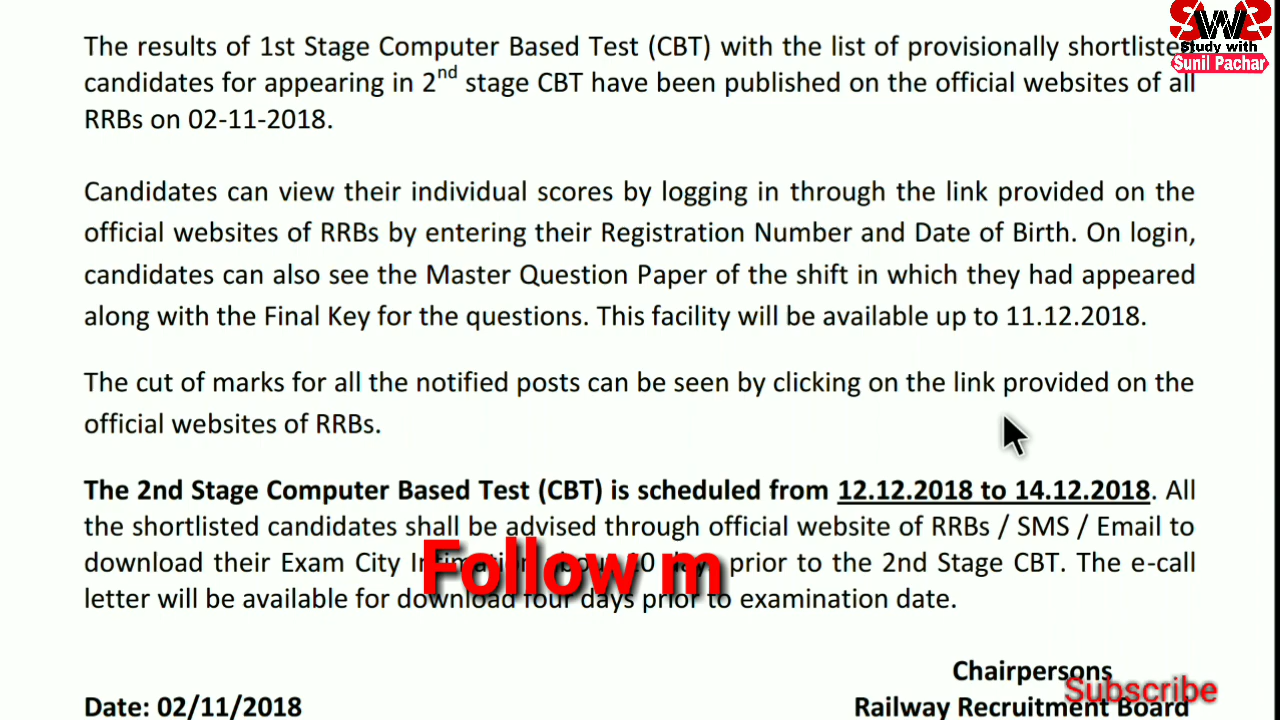 SWS
Study with
Sunil Pachar
The results of 1st Stage Computer Based Test (CBT) with the list of provisionally shortlisted
candidates for appearing in 2nd stage CBT have been published on the official websites of all
RRBs on 02-11-2018.
Candidates can view their individual scores by logging in through the link provided on the
official websites of RRBs by entering their Registration Number and Date of Birth. On login,
candidates can also see the Master Question Paper of the shift in which they had appeared
along with the Final Key for the questions. This facility will be available up to 11.12.2018.
The cut of marks for all the notified posts can be seen by clicking on the link provided on the
official websites of RRBs.
The 2nd Stage Computer Based Test (CBT) is scheduled from 12.12.2018 to 14.12.2018. All
the shortlisted candidates shall be advised through official website of RRBs / SMS / Email to
download their Exam City prior to the 2nd Stage CBT. The e-call
Follow m
letter will be available for download four days prior to examination date.
Chairpersons
Subscribe
Date: 02/11/2018 Railway Recruitment Board